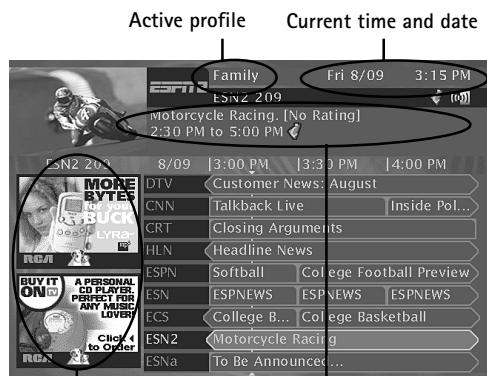 Active profile
Current time and date
Family Fri 8/09 3:15 PM
ESN2 209
Motorcycle Racing. [No Rating]
2:30 PM to 5:00 PM
ESN2 209 8/09 3:00 PM 3:30 PM 4:00 PM
MORE
BYTES
for you
BUCK
LYRA
mp3
RCA
BUY IT
ON TV
A PERSONAL
CD PLAYER.
PERFECT FOR
ANY MUSIC
LOVER!
Click
to Order
RCA
DTV Customer News: August
CNN Talkback Live Inside Pol...
CRT Closing Arguments
HLN Headline News
ESPN Softball College Football Preview
ESN ESPNEWS ESPNEWS ESPNEWS
ECS College B... College Basketball
ESN2 Motorcycle Racing
ESNa To Be Announced...